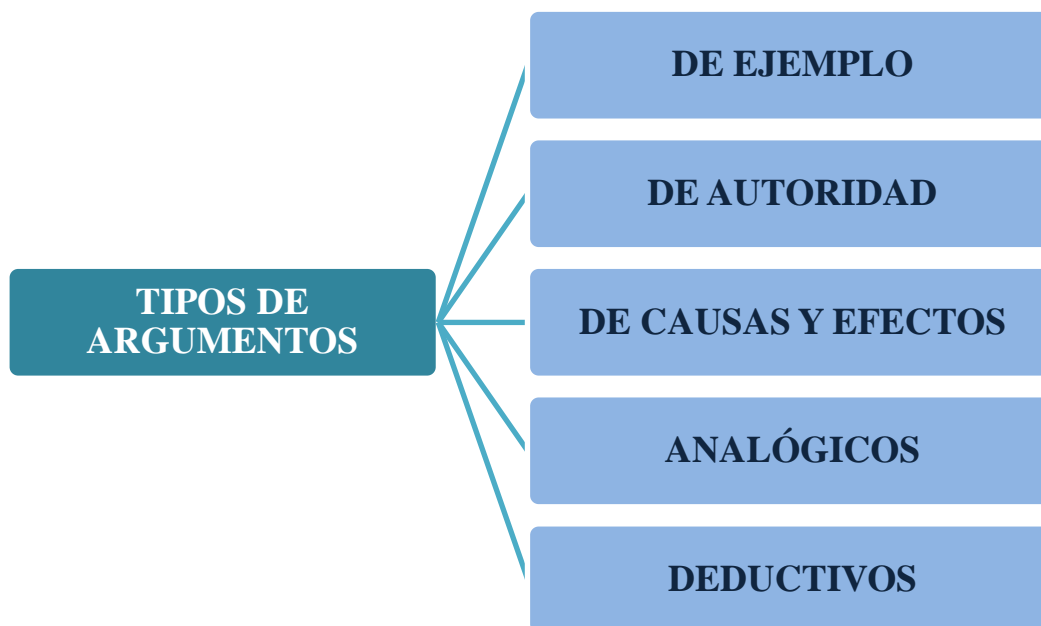 DE EJEMPLO
DE AUTORIDAD
TIPOS DE
ARGUMENTOS
DE CAUSAS Y EFECTOS
ANALÓGICOS
DEDUCTIVOS